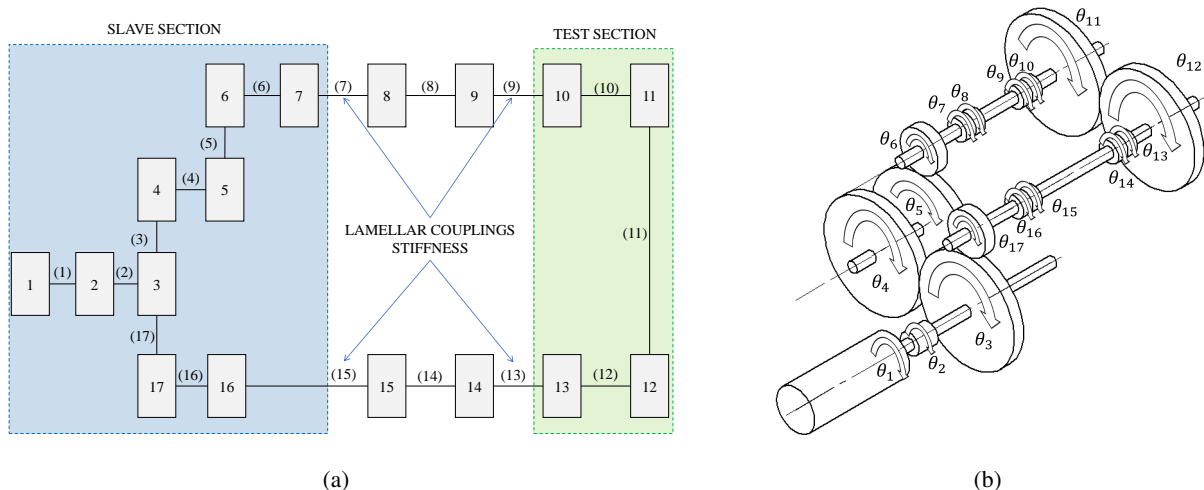 SLAVE SECTION
TEST SECTION
6 (6) 7 (7) 8 (8) 9 (9) 10 (10) 11
(5)
4 (4) 5
(3)
LAMELLAR COUPLINGS
STIFFNESS
(11)
1 (1) 2 (2) 3
(17)
17 (16) 16 (15) 15 (14) 14 (13) 13 (12) 12
(a)
θ11
θ10
θ9
θ12
θ8
θ7
θ6
θ13
θ14
θ5
θ15
θ16
θ17
θ4
θ3
θ2
θ1
(b)